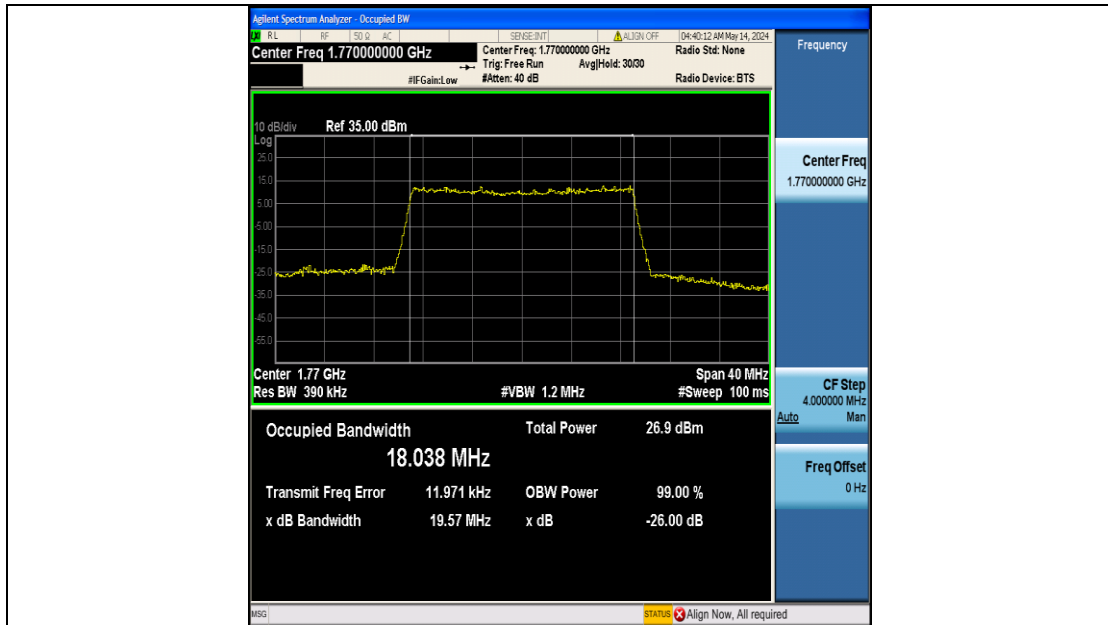 Agilent Spectrum Analyzer - Occupied BW
RL RF 50 Ω AC SENSE:INT ALIGN OFF 04:40:12 AM May 14, 2024
Center Freq 1.770000000 GHz
Center Freq: 1.770000000 GHz
Radio Std: None
Trig: Free Run Avg|Hold: 30/30
#IFGain:Low
#Atten: 40 dB
Radio Device: BTS
Frequency
10 dB/div Ref 35.00 dBm
Log
25.0
15.0
5.00
-5.00
-15.0
-25.0
-35.0
-45.0
-55.0
Center 1.77 GHz Span 40 MHz
Res BW 390 kHz #VBW 1.2 MHz #Sweep 100 ms
Center Freq
1.770000000 GHz
CF Step
4.000000 MHz
Auto Man
Freq Offset
0 Hz
Occupied Bandwidth Total Power 26.9 dBm
18.038 MHz
Transmit Freq Error 11.971 kHz OBW Power 99.00 %
x dB Bandwidth 19.57 MHz x dB -26.00 dB
MSG STATUS Align Now, All required